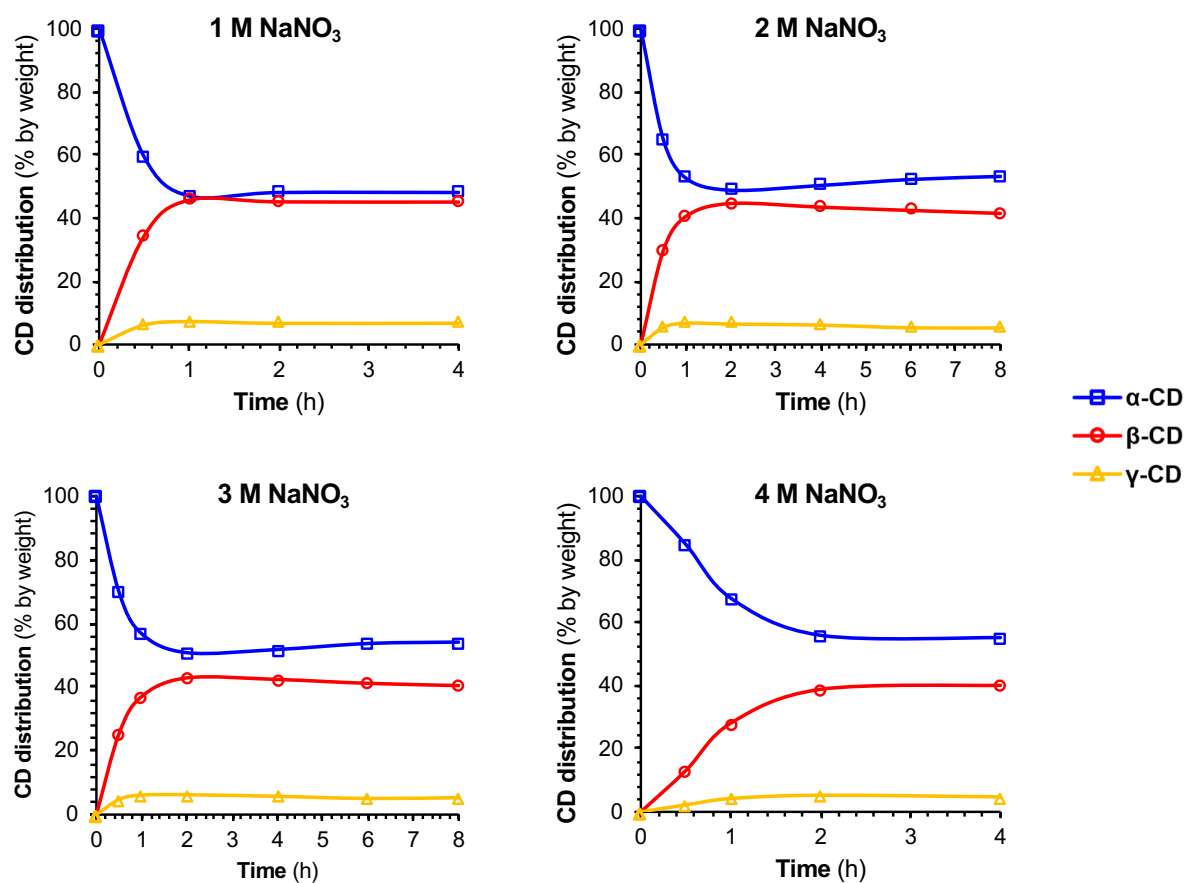 1 M NaNO₃
CD distribution (% by weight)
100
80
60
40
20
0
0 1 2 3 4
Time (h)
2 M NaNO₃
CD distribution (% by weight)
100
80
60
40
20
0
0 1 2 3 4 5 6 7 8
Time (h)
α-CD
β-CD
γ-CD
3 M NaNO₃
CD distribution (% by weight)
100
80
60
40
20
0
0 1 2 3 4 5 6 7 8
Time (h)
4 M NaNO₃
CD distribution (% by weight)
100
80
60
40
20
0
0 1 2 3 4
Time (h)